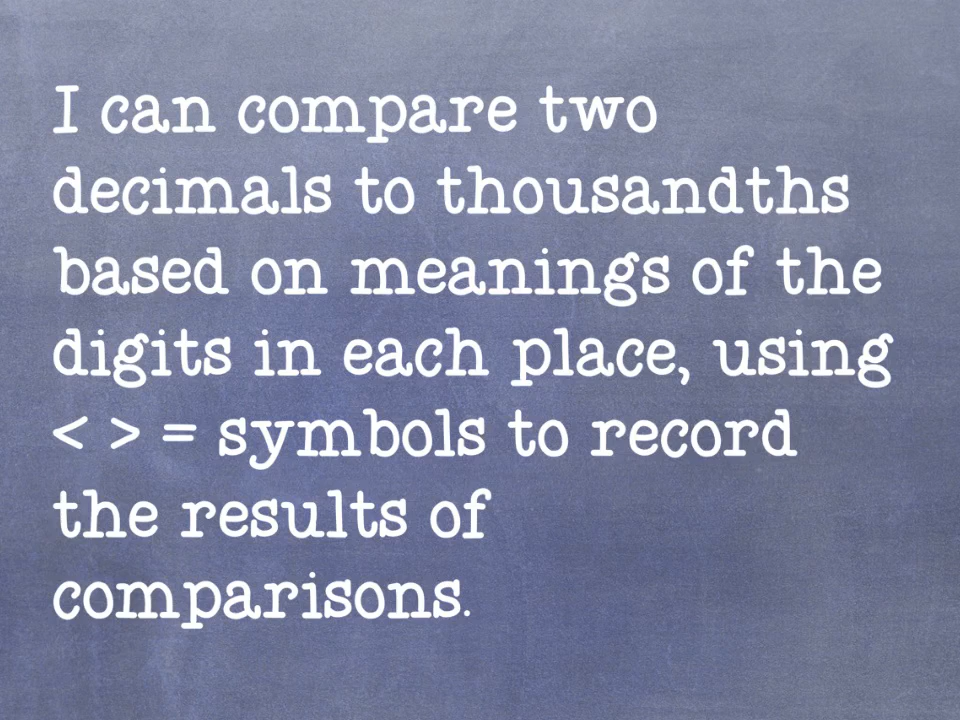 I can compare two
decimals to thousandths
based on meanings of the
digits in each place, using
< > = symbols to record
the results of
comparisons.